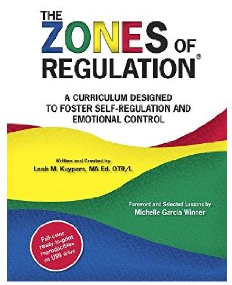 THE
ZONES OF
REGULATION®
A CURRICULUM DESIGNED
TO FOSTER SELF-REGULATION AND
EMOTIONAL CONTROL
Written and Created by
Leah M. Kuypers, MA Ed. OTR/L
Foreword and Selected Lessons by
Michelle Garcia Winner
Full-color
ready-to-print
reproducibles
on USB drive